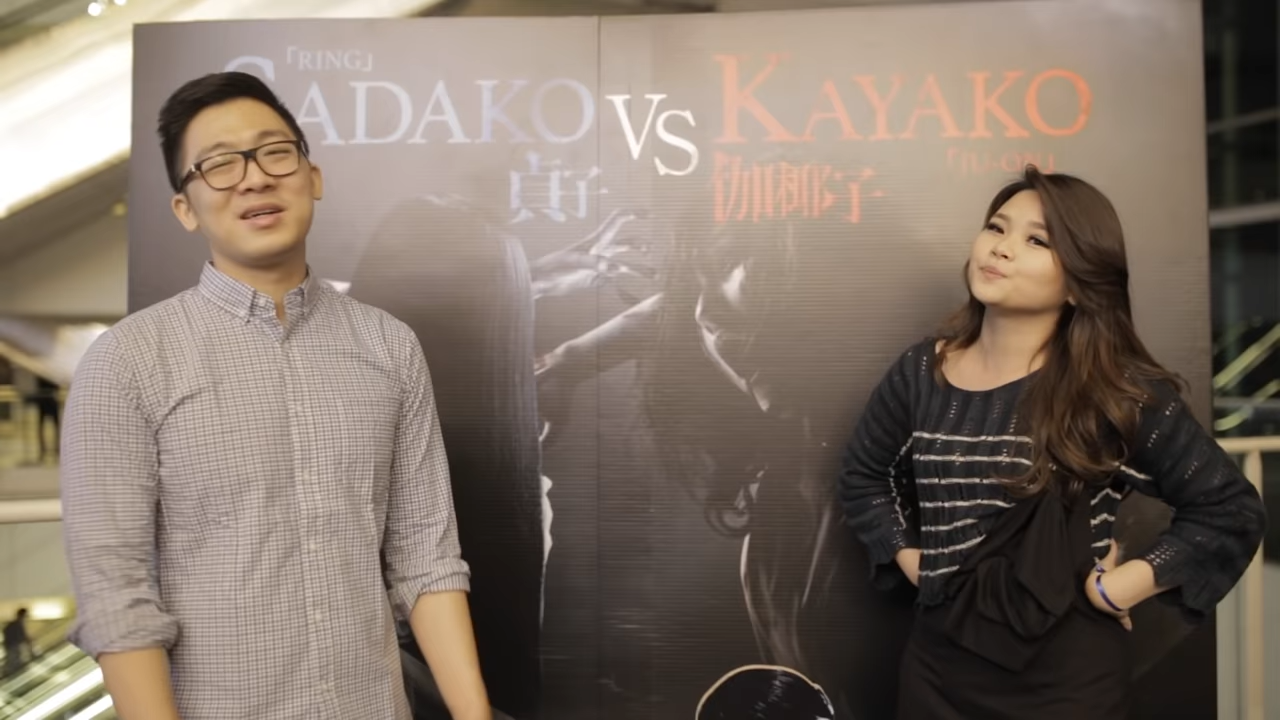 「RING」
SADAKO
VS
KAYAKO
「JU-ON」
貞子
伽椰子